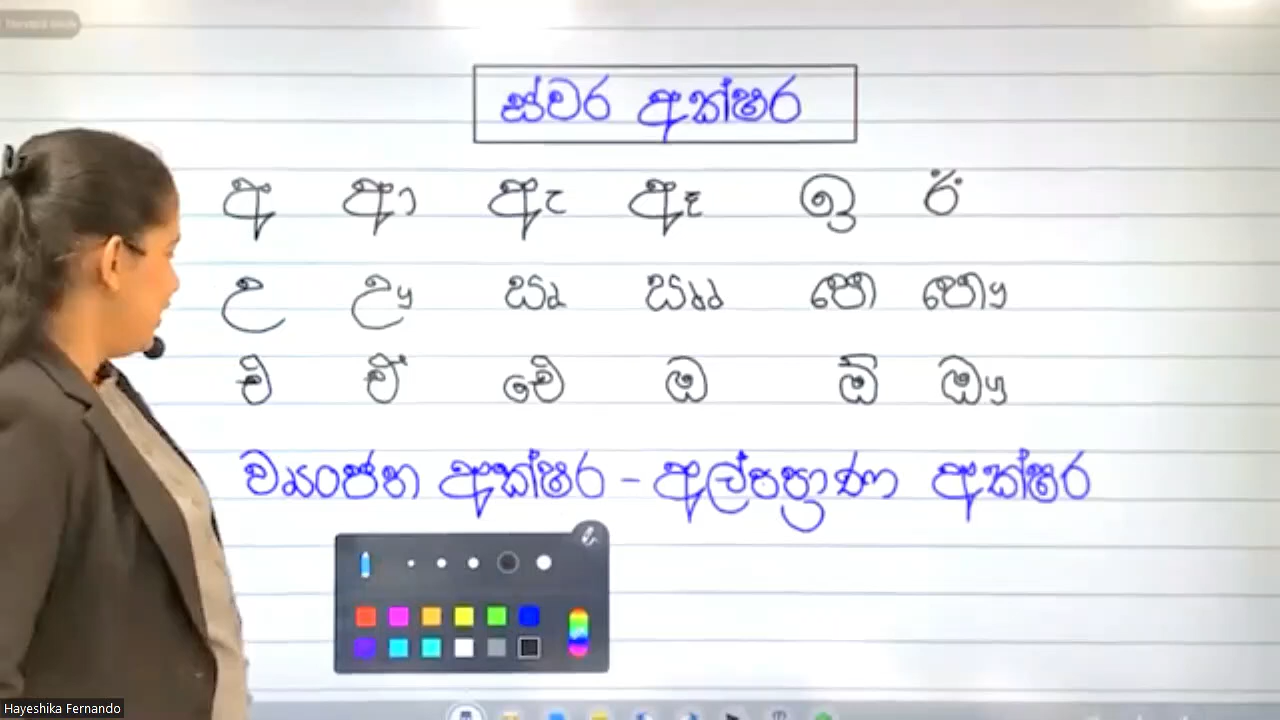 ස්වර අක්ෂර
අ ආ ඇ ඈ ඉ ඊ
උ ඌ ඍ ඎ ඏ ඐ
එ ඒ ඓ ඔ ඕ ඖ
ව්‍යංජන අක්ෂර - අල්පප්‍රාණ අක්ෂර
Hayeshika Fernando